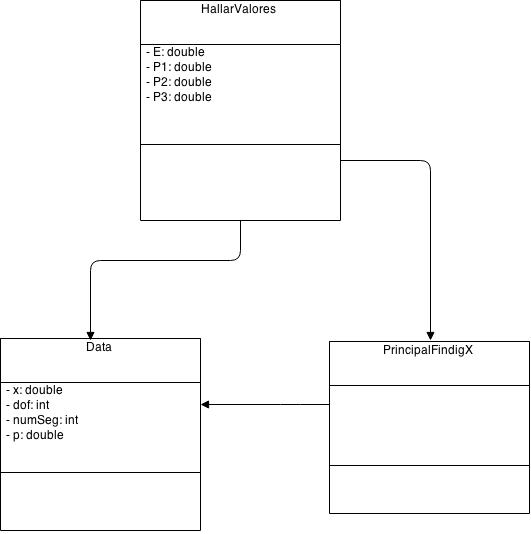 HallarValores
- E: double
- P1: double
- P2: double
- P3: double
Data
- x: double
- dof: int
- numSeg: int
- p: double
PrincipalFindigX